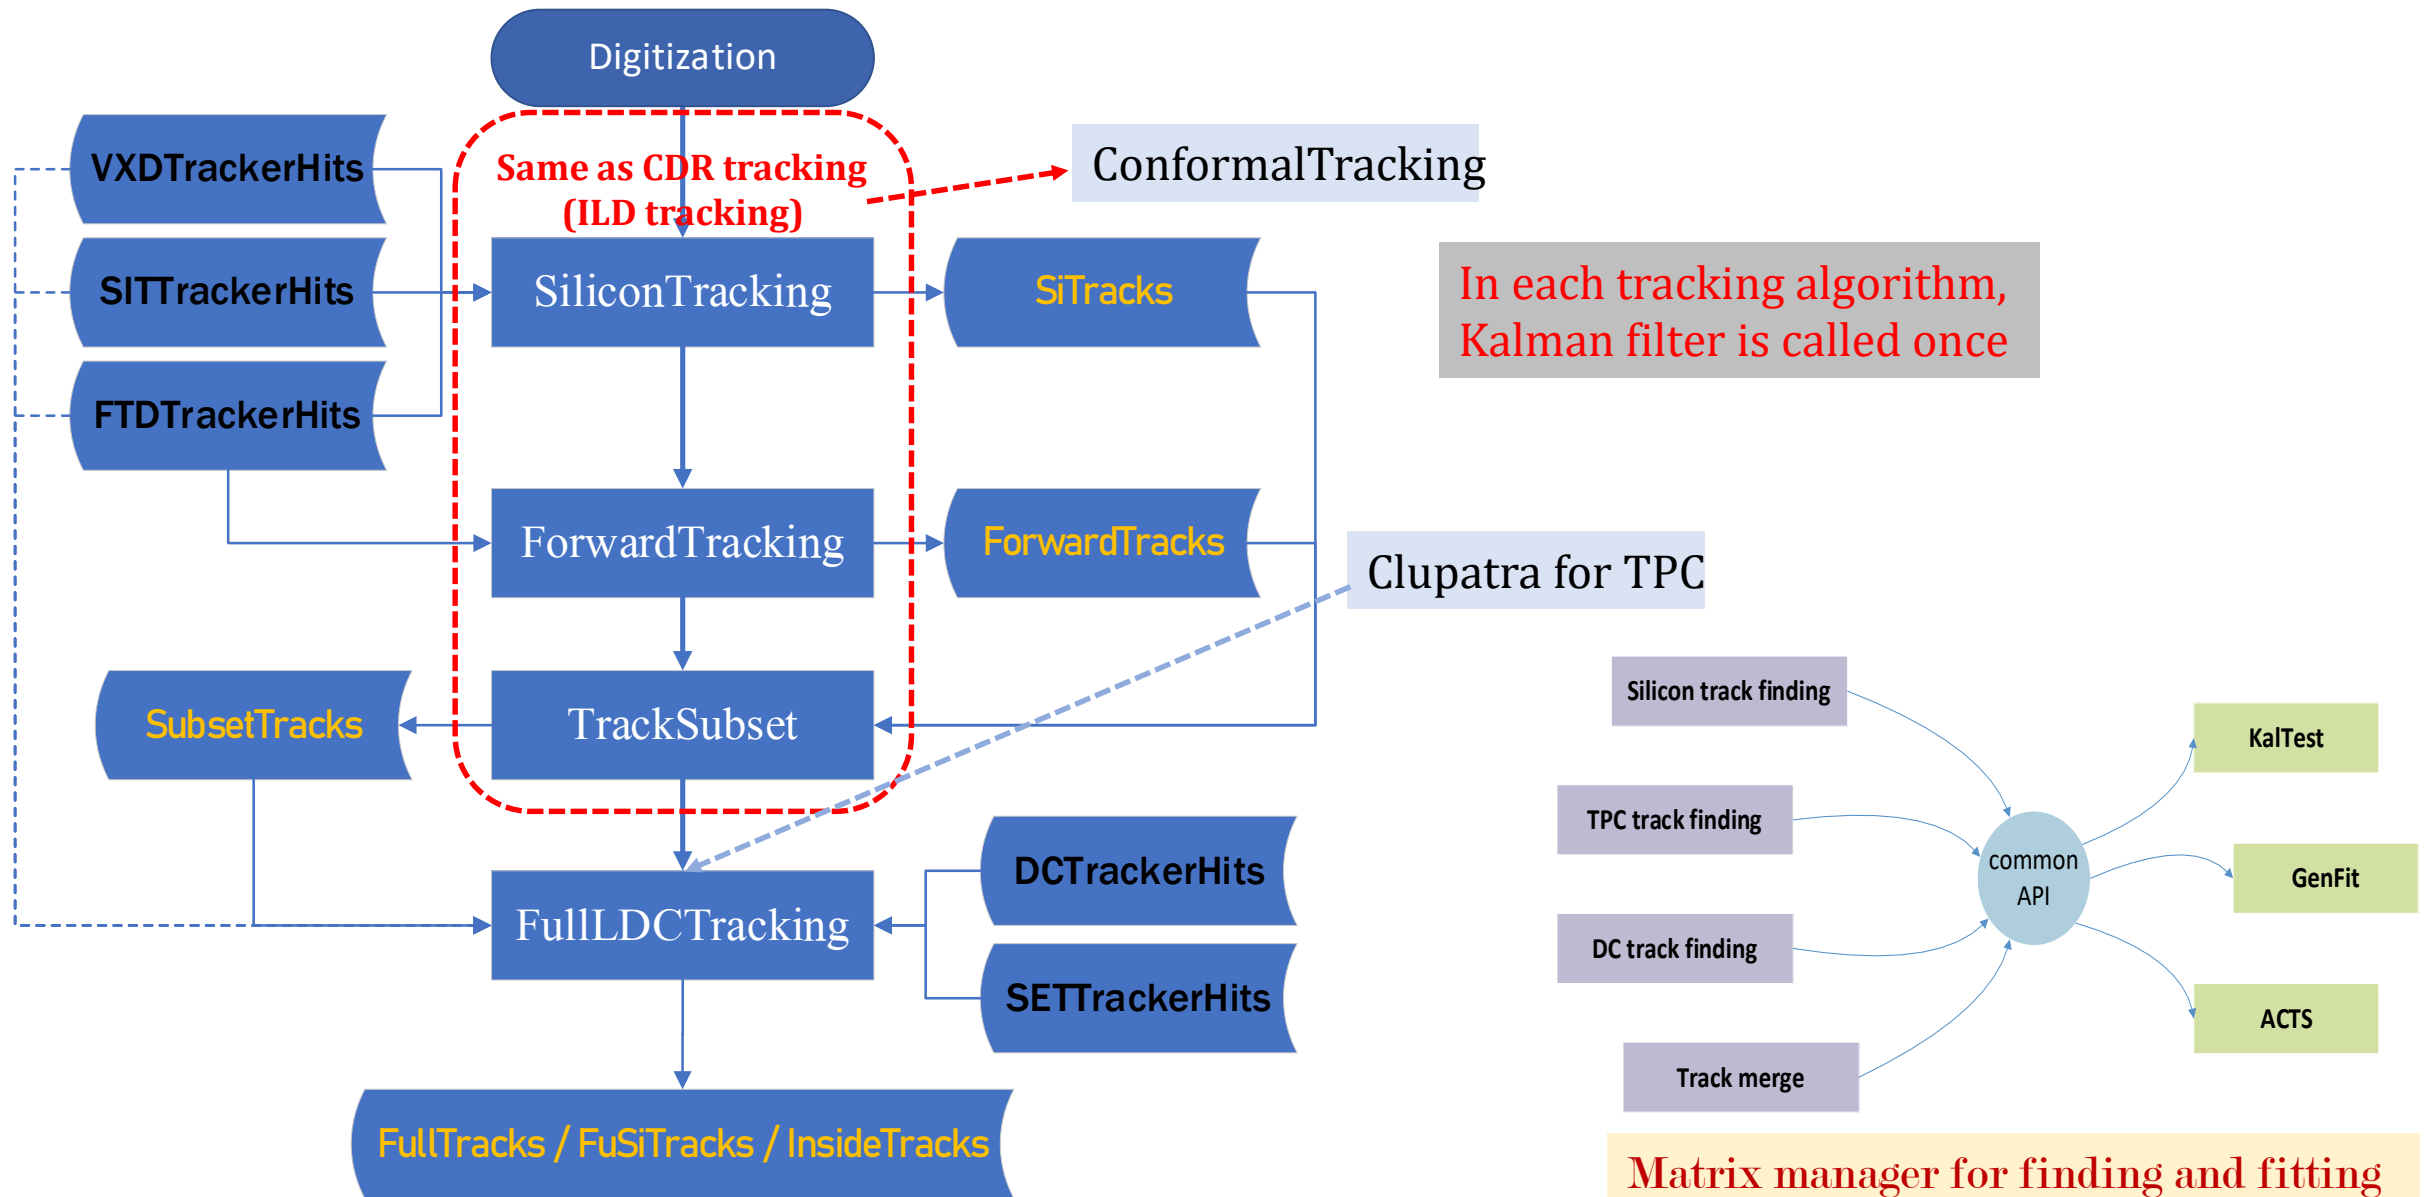 Digitization
VXDTrackerHits
Same as CDR tracking
(ILD tracking)
ConformalTracking
SITTrackerHits
SiliconTracking
SiTracks
In each tracking algorithm,
Kalman filter is called once
FTDTrackerHits
ForwardTracking
ForwardTracks
Clupatra for TPC
SubsetTracks
TrackSubset
FullLDCTracking
DCTrackerHits
SETTrackerHits
FullTracks / FuSiTracks / InsideTracks
Silicon track finding
TPC track finding
DC track finding
Track merge
common
API
KalTest
GenFit
ACTS
Matrix manager for finding and fitting